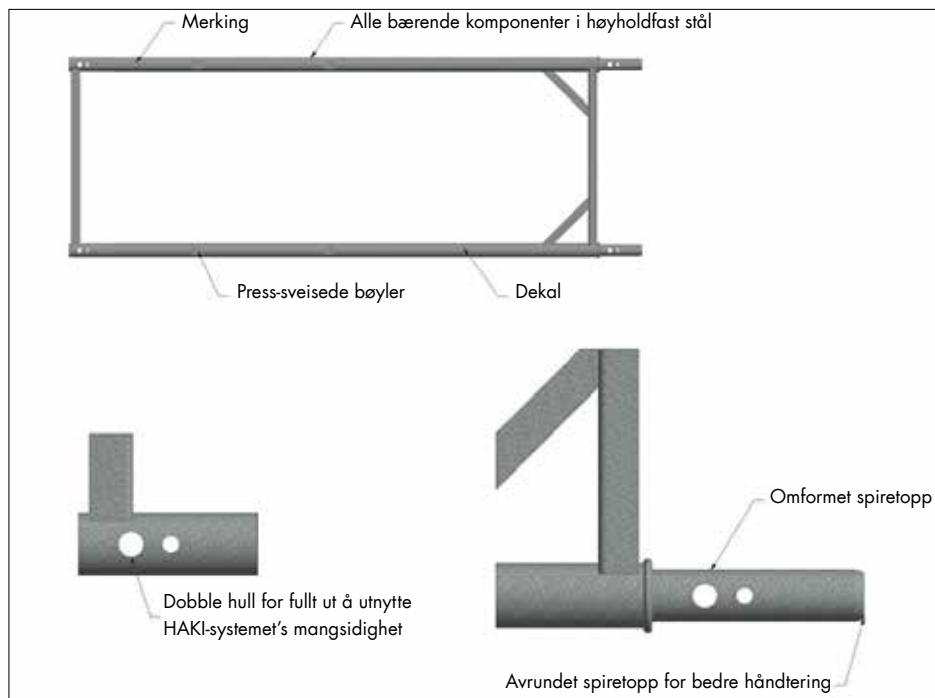 Merking
Alle bærende komponenter i høyholdfast stål
Press-sveisede bøyler
Dekal
Omformet spiretopp
Dobble hull for fullt ut å utnytte
HAKI-systemet's mangsidighet
Avrundet spiretopp for bedre håndtering